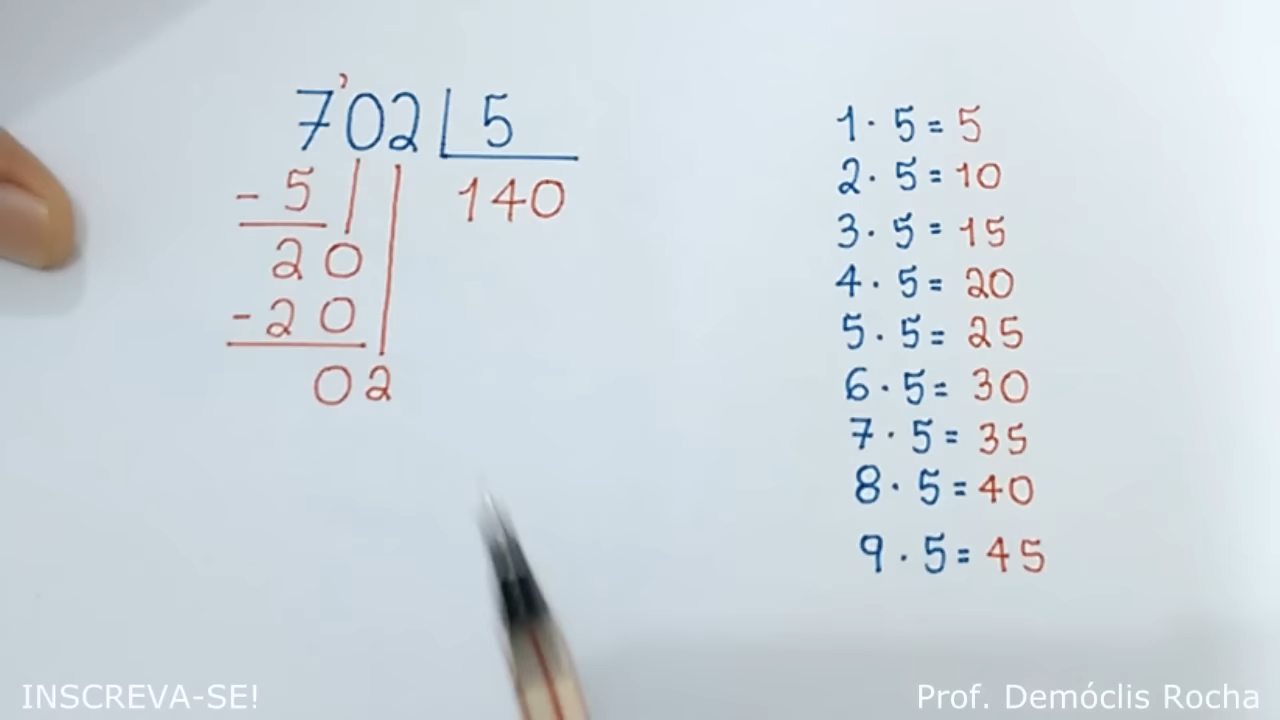 702 5
- 5 140
20
-20
02
1 · 5 = 5
2 · 5 = 10
3 · 5 = 15
4 · 5 = 20
5 · 5 = 25
6 · 5 = 30
7 · 5 = 35
8 · 5 = 40
9 · 5 = 45
INSCREVA-SE!
Prof. Demóclis Rocha